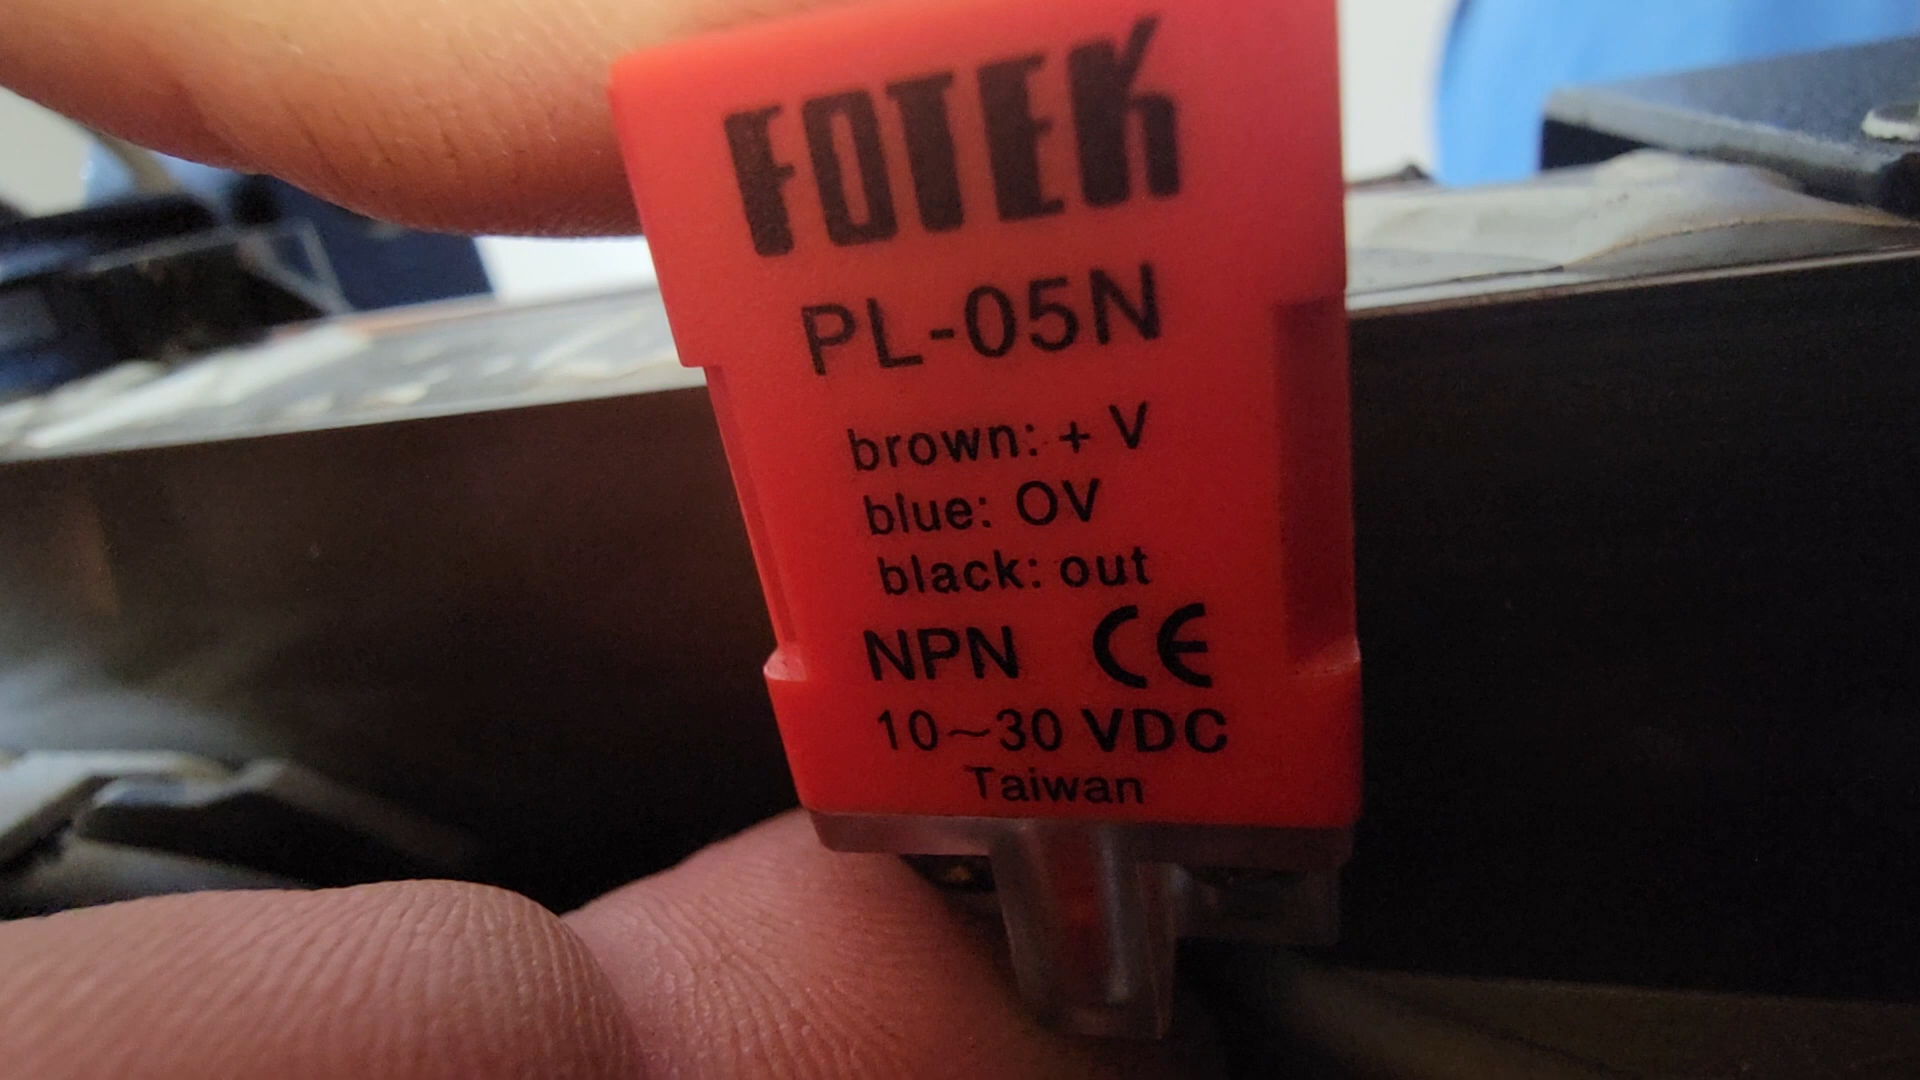 FOTEK
PL-05N
brown: + V
blue: OV
black: out
NPN CE
10~30 VDC
Taiwan